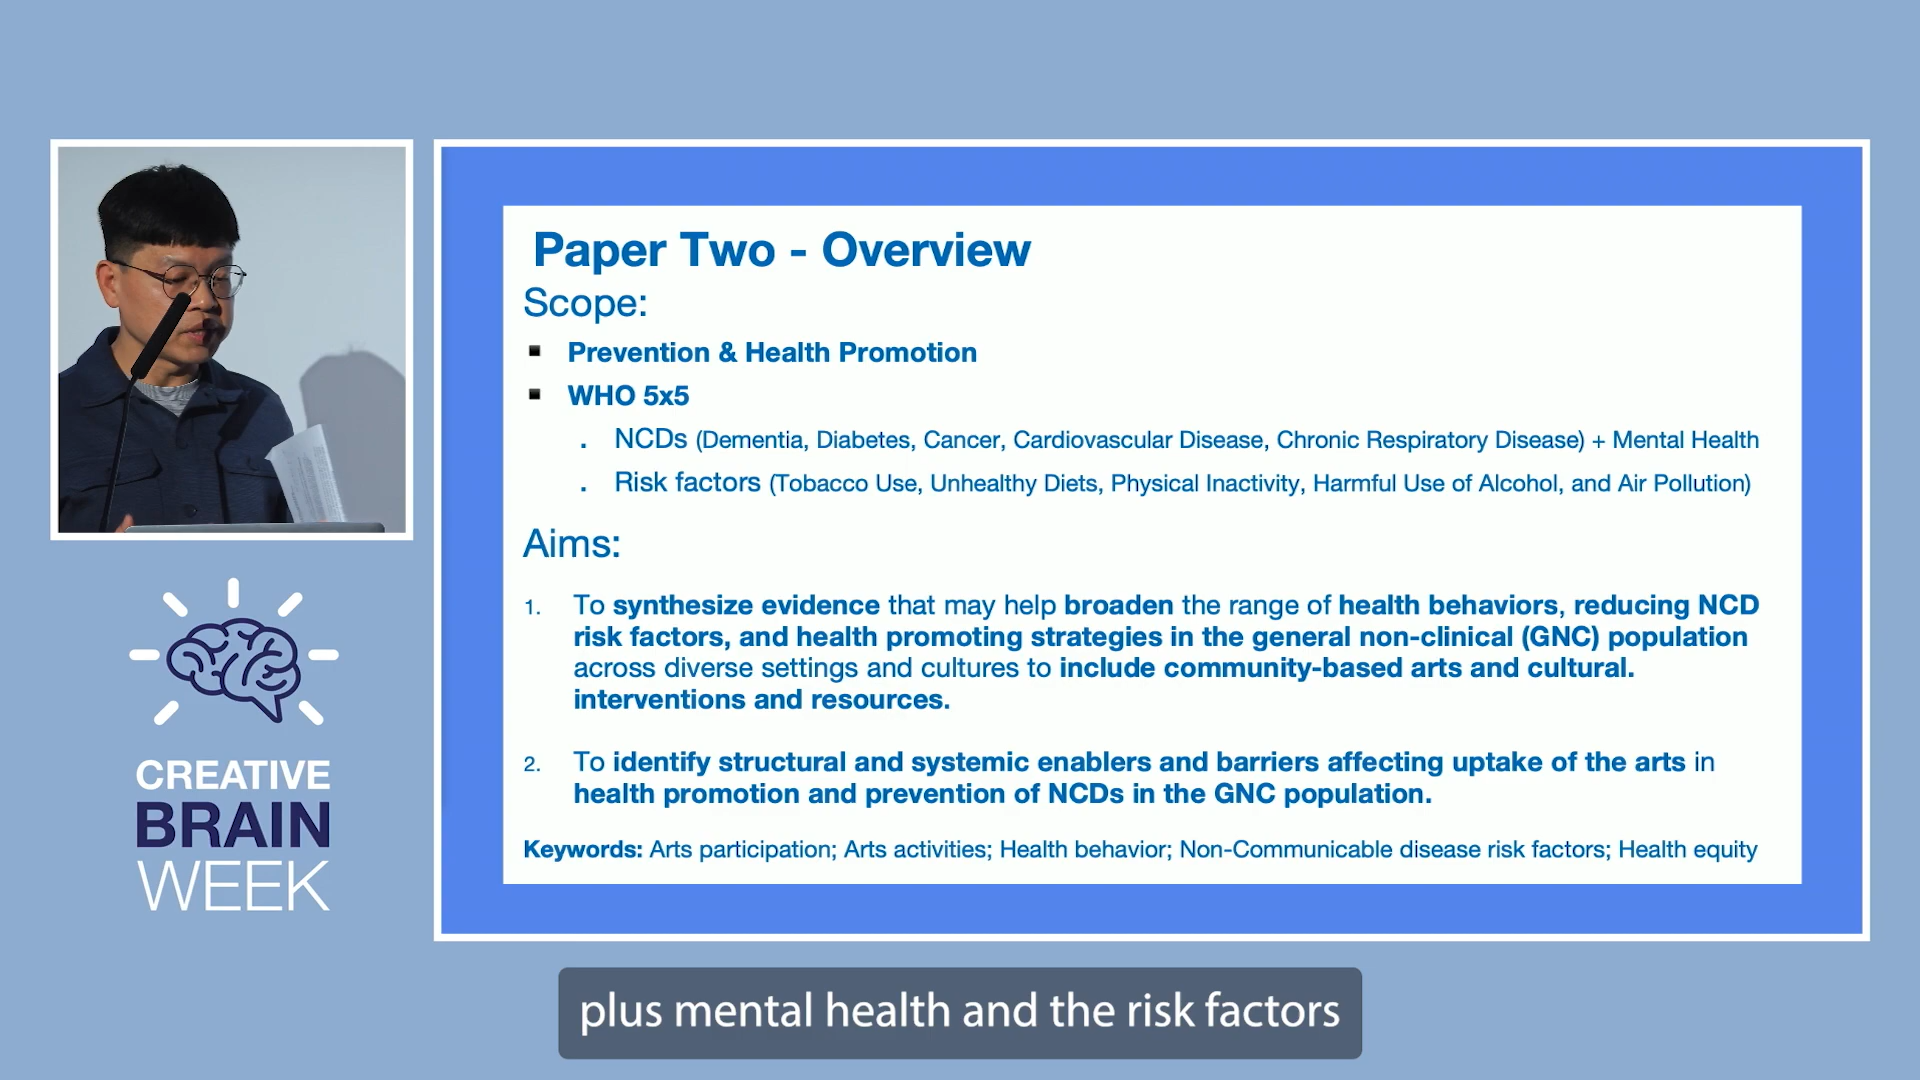 Paper Two - Overview
Scope:
Prevention & Health Promotion
WHO 5x5
NCDs (Dementia, Diabetes, Cancer, Cardiovascular Disease, Chronic Respiratory Disease) + Mental Health
Risk factors (Tobacco Use, Unhealthy Diets, Physical Inactivity, Harmful Use of Alcohol, and Air Pollution)
Aims:
1. To synthesize evidence that may help broaden the range of health behaviors, reducing NCD
risk factors, and health promoting strategies in the general non-clinical (GNC) population
across diverse settings and cultures to include community-based arts and cultural.
interventions and resources.
2. To identify structural and systemic enablers and barriers affecting uptake of the arts in
health promotion and prevention of NCDs in the GNC population.
Keywords: Arts participation; Arts activities; Health behavior; Non-Communicable disease risk factors; Health equity
CREATIVE
BRAIN
WEEK
plus mental health and the risk factors